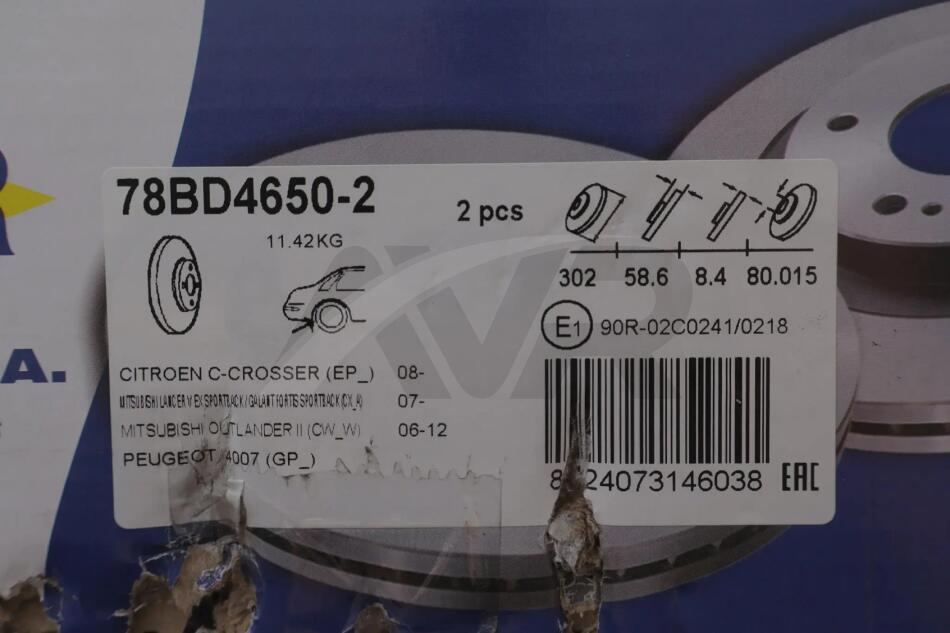 78BD4650-2
2 pcs
11.42KG
302 58.6 8.4 80.015
E1 90R-02C0241/0218
CITROEN C-CROSSER (EP_) 08-
MITSUBISHI LANCER V EX SPORTBACK / GALANT FORTIS SPORTBACK (CX_A) 07-
MITSUBISHI OUTLANDER II (CW_W) 06-12
PEUGEOT 4007 (GP_)
24073146038 EAC
AVR
R
.A.